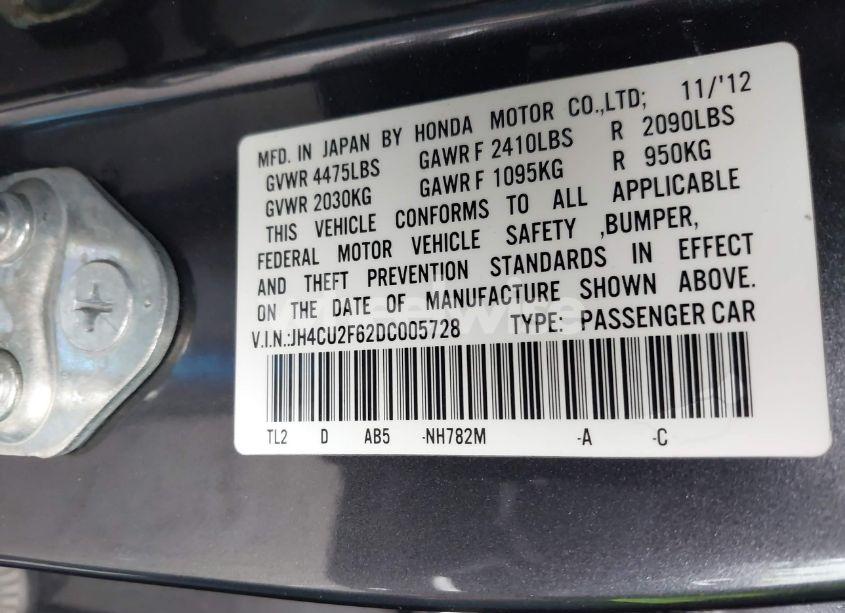 MFD. IN JAPAN BY HONDA MOTOR CO.,LTD; 11/'12
GVWR 4475LBS GAWR F 2410LBS R 2090LBS
GVWR 2030KG GAWR F 1095KG R 950KG
THIS VEHICLE CONFORMS TO ALL APPLICABLE
FEDERAL MOTOR VEHICLE SAFETY ,BUMPER,
AND THEFT PREVENTION STANDARDS IN EFFECT
ON THE DATE OF MANUFACTURE SHOWN ABOVE.
V.I.N.:JH4CU2F62DC005728 TYPE: PASSENGER CAR
TL2 D AB5 -NH782M -A -C